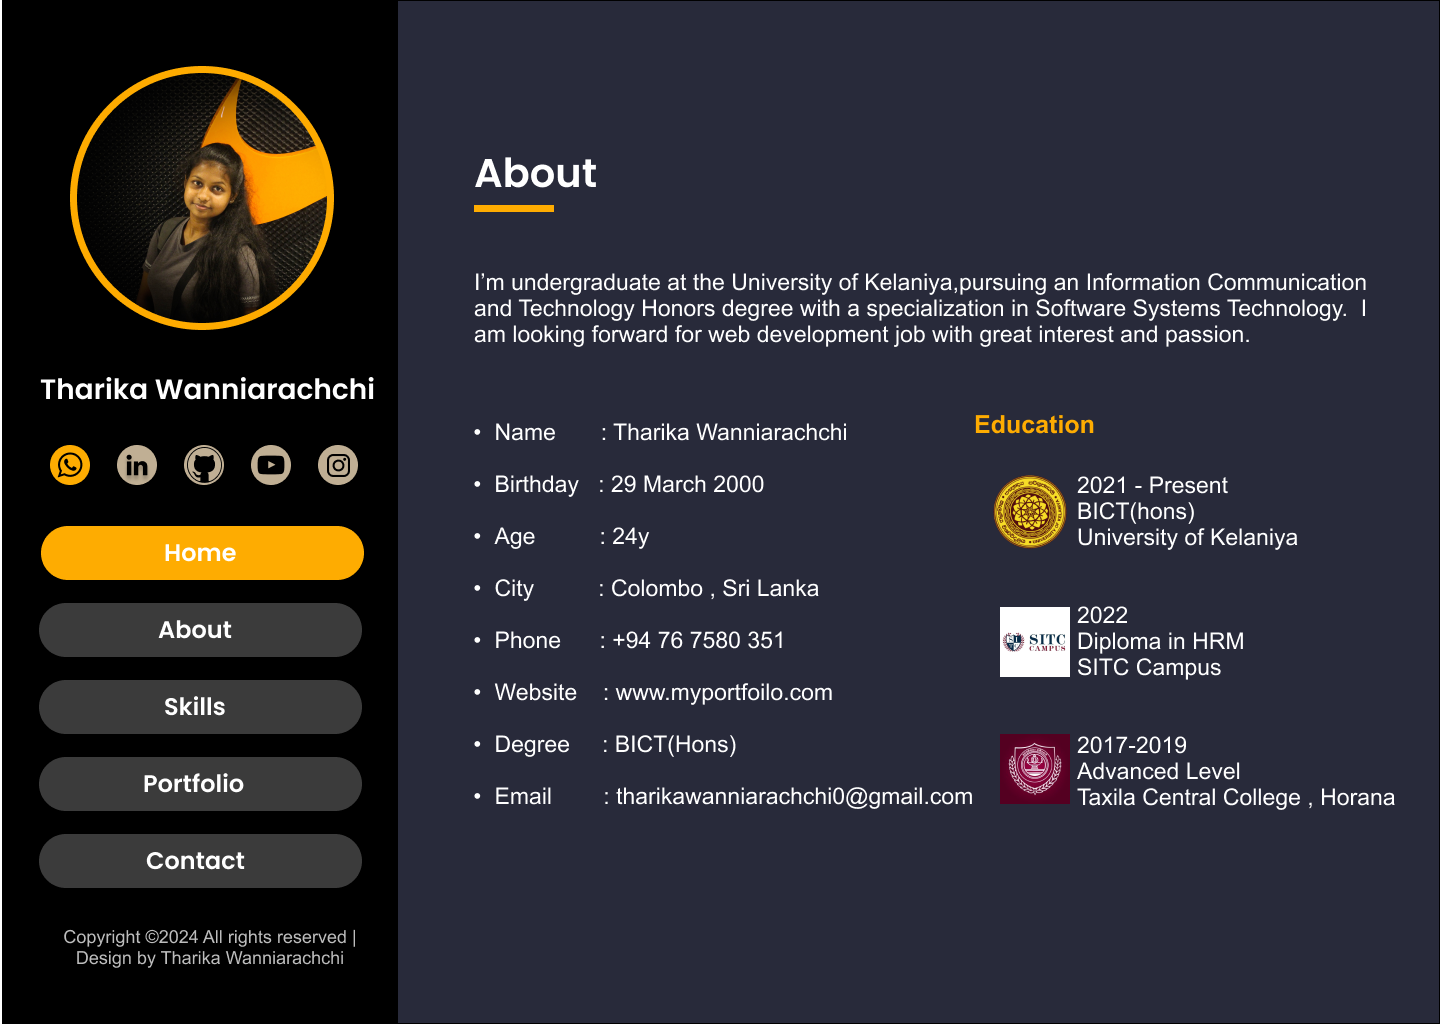 Tharika Wanniarachchi
Home
About
Skills
Portfolio
Contact
Copyright ©2024 All rights reserved |
Design by Tharika Wanniarachchi
About
I’m undergraduate at the University of Kelaniya,pursuing an Information Communication
and Technology Honors degree with a specialization in Software Systems Technology.  I
am looking forward for web development job with great interest and passion.
• Name : Tharika Wanniarachchi
• Birthday : 29 March 2000
• Age : 24y
• City : Colombo , Sri Lanka
• Phone : +94 76 7580 351
• Website : www.myportfoilo.com
• Degree : BICT(Hons)
• Email : tharikawanniarachchi0@gmail.com
Education
2021 - Present
BICT(hons)
University of Kelaniya
SITC
CAMPUS
2022
Diploma in HRM
SITC Campus
2017-2019
Advanced Level
Taxila Central College , Horana